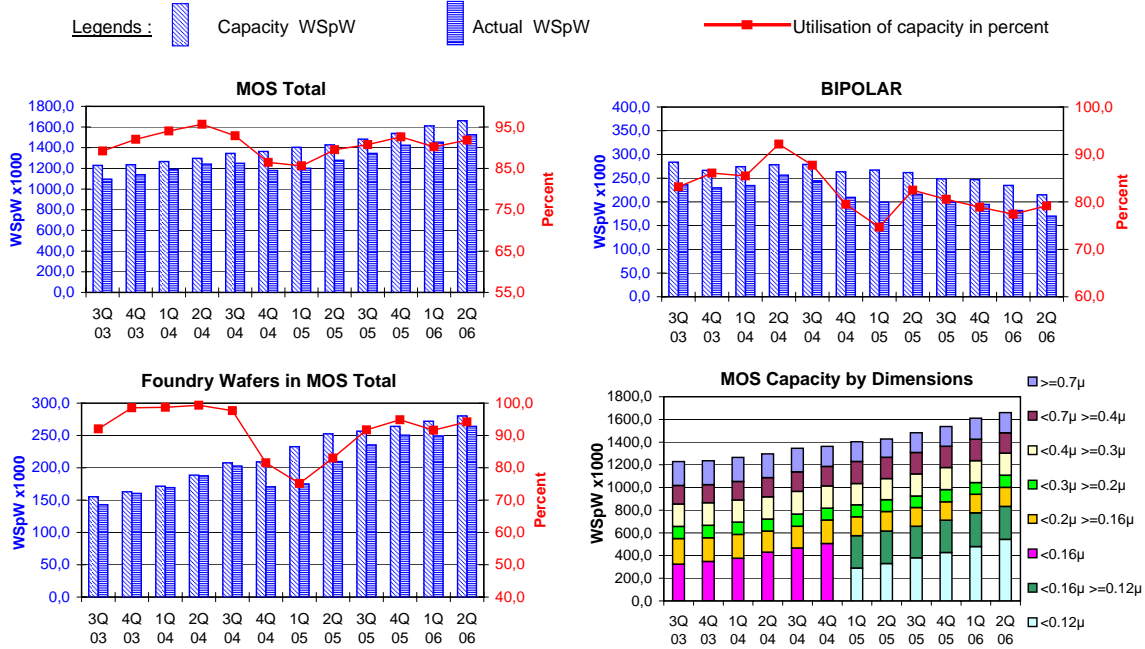 Legends : Capacity WSpW Actual WSpW Utilisation of capacity in percent
MOS Total
WSpW x1000
1800,0
1600,0
1400,0
1200,0
1000,0
800,0
600,0
400,0
200,0
0,0
95,0
85,0
75,0
65,0
55,0
Percent
3Q 4Q 1Q 2Q 3Q 4Q 1Q 2Q 3Q 4Q 1Q 2Q
03 03 04 04 04 04 05 05 05 05 06 06
BIPOLAR
WSpW x1000
400,0
350,0
300,0
250,0
200,0
150,0
100,0
50,0
0,0
100,0
90,0
80,0
70,0
60,0
Percent
3Q 4Q 1Q 2Q 3Q 4Q 1Q 2Q 3Q 4Q 1Q 2Q
03 03 04 04 04 04 05 05 05 05 06 06
Foundry Wafers in MOS Total
WSpW x1000
300,0
250,0
200,0
150,0
100,0
50,0
0,0
100,0
90,0
80,0
70,0
60,0
50,0
40,0
Percent
3Q 4Q 1Q 2Q 3Q 4Q 1Q 2Q 3Q 4Q 1Q 2Q
03 03 04 04 04 04 05 05 05 05 06 06
MOS Capacity by Dimensions
WSpW x1000
1800,0
1600,0
1400,0
1200,0
1000,0
800,0
600,0
400,0
200,0
0,0
3Q 4Q 1Q 2Q 3Q 4Q 1Q 2Q 3Q 4Q 1Q 2Q
03 03 04 04 04 04 05 05 05 05 06 06
>=0.7µ
<0.7µ >=0.4µ
<0.4µ >=0.3µ
<0.3µ >=0.2µ
<0.2µ >=0.16µ
<0.16µ
<0.16µ >=0.12µ
<0.12µ